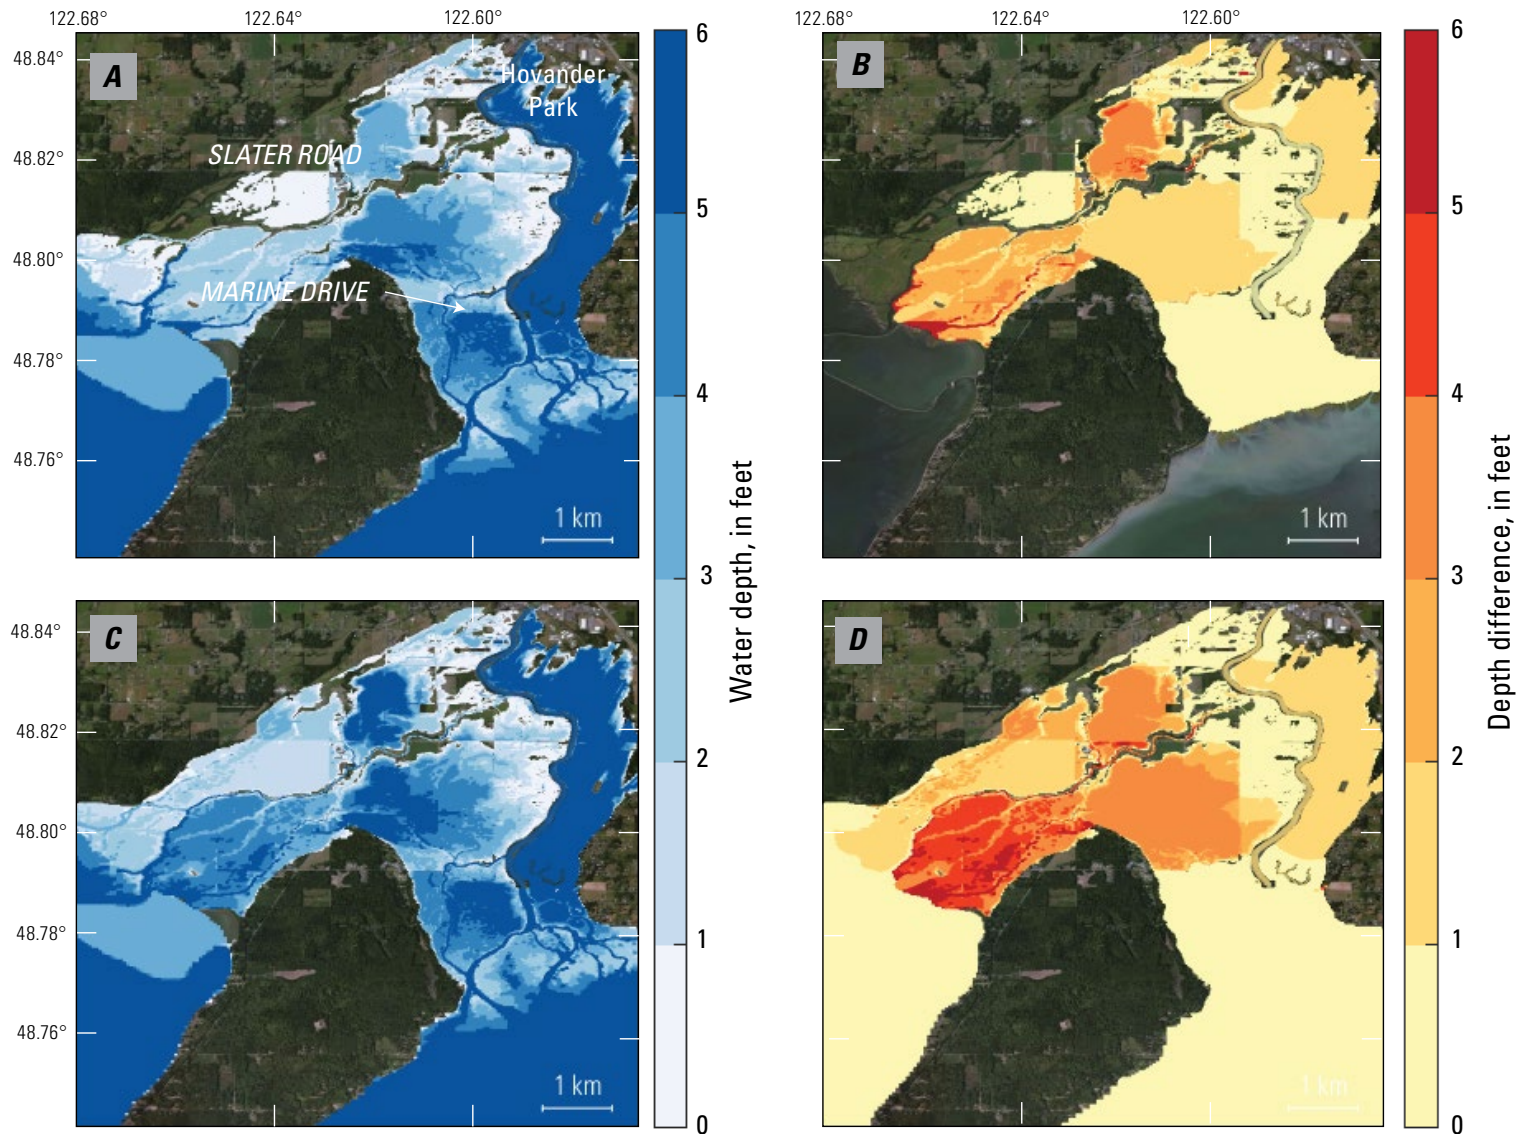 122.68°
122.64°
122.60°
122.68°
122.64°
122.60°
48.84°
48.82°
48.80°
48.78°
48.76°
A
Hovander
Park
SLATER ROAD
MARINE DRIVE
1 km
6
5
4
3
2
1
0
Water depth, in feet
B
1 km
6
5
4
3
2
1
0
Depth difference, in feet
48.84°
48.82°
48.80°
48.78°
48.76°
C
1 km
D
1 km